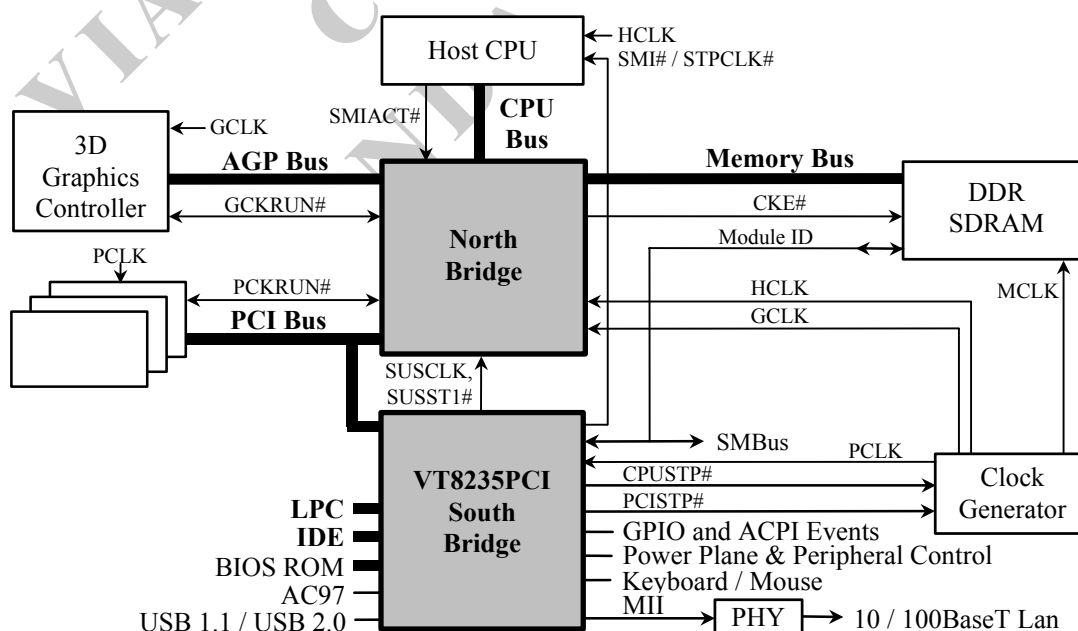 HCLK
Host CPU
SMI# / STPCLK#
SMIACT#
CPU
Bus
GCLK
3D
Graphics
Controller
AGP Bus
Memory Bus
DDR
SDRAM
GCKRUN#
CKE#
Module ID
North
Bridge
PCLK
PCKRUN#
HCLK
MCLK
PCI Bus
GCLK
SUSCLK,
SUSST1#
SMBus
PCLK
VT8235PCI
South
Bridge
CPUSTP#
PCISTP#
Clock
Generator
LPC
IDE
BIOS ROM
AC97
USB 1.1 / USB 2.0
GPIO and ACPI Events
Power Plane & Peripheral Control
Keyboard / Mouse
MII
PHY
10 / 100BaseT Lan
VIA